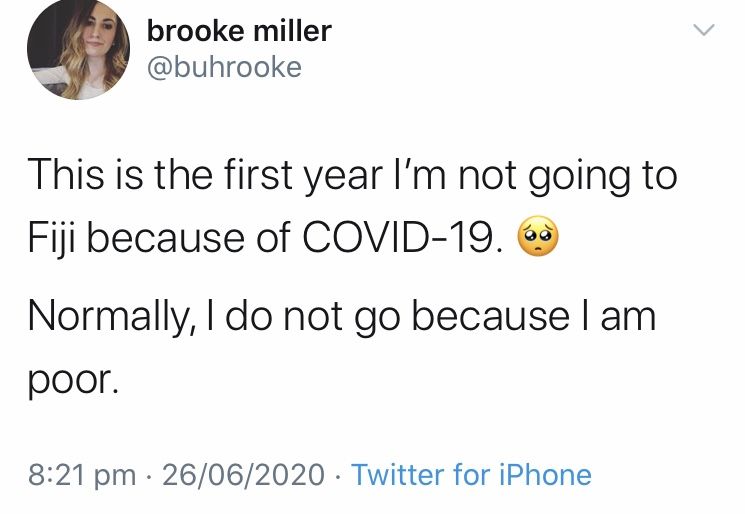 brooke miller
@buhrooke
This is the first year I’m not going to
Fiji because of COVID-19. 🥺
Normally, I do not go because I am
poor.
8:21 pm · 26/06/2020 · Twitter for iPhone